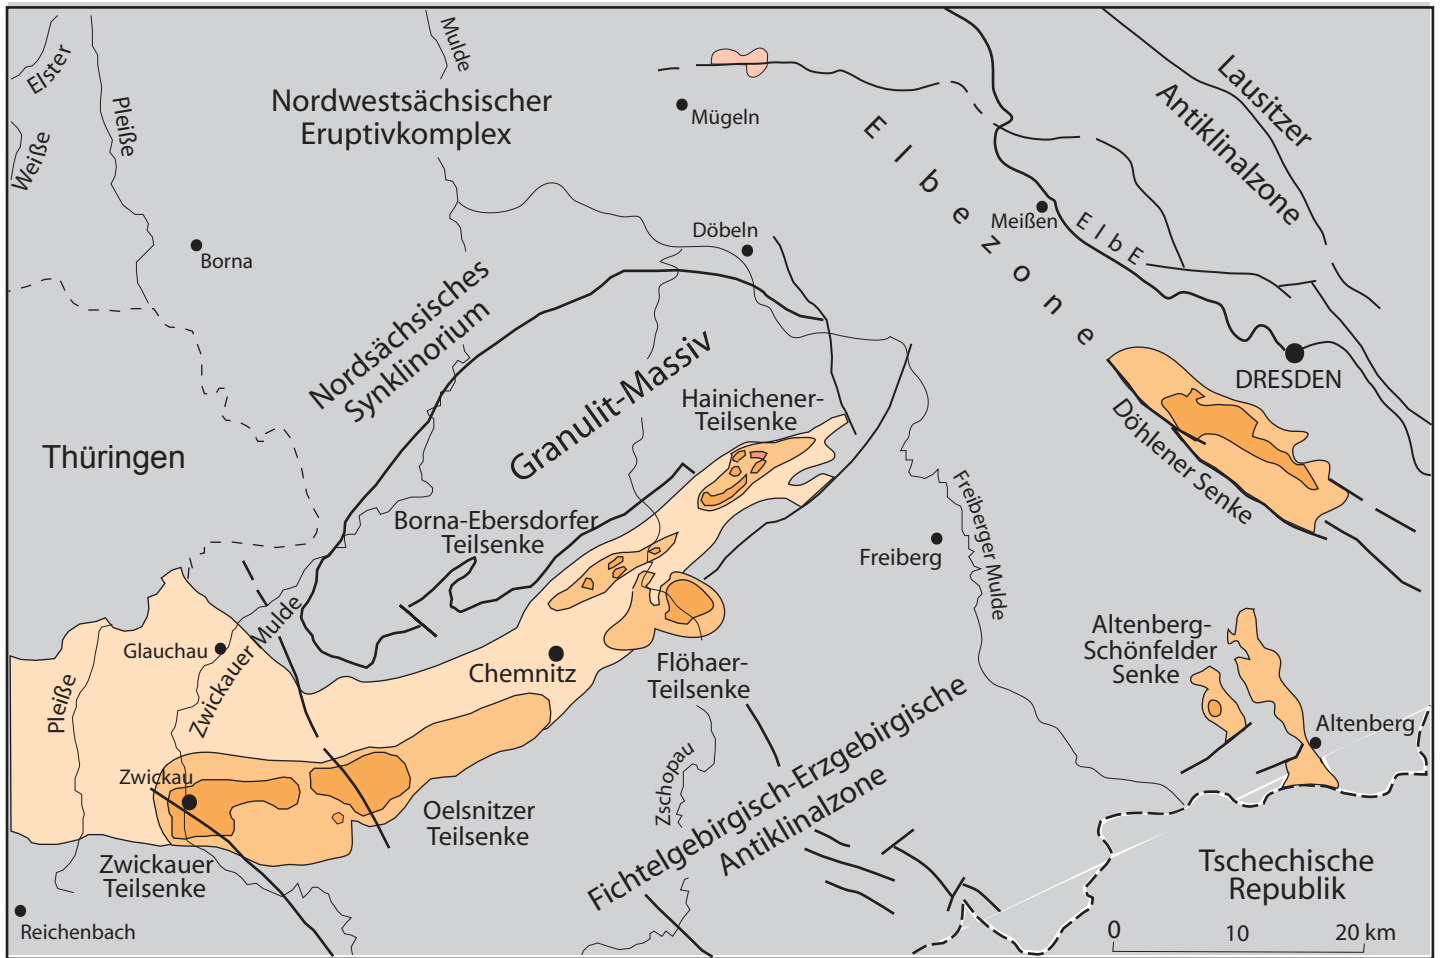 Elster
Weiße
Pleiße
Mulde
Nordwestsächsischer
Eruptivkomplex
Mügeln
Elbezone
Lausitzer
Antiklinalzone
Meißen
ElbE
Döbeln
Borna
Nordsächsisches
Synklinorium
Granulit-Massiv
Hainichener-
Teilsenke
DRESDEN
Döhlener Senke
Thüringen
Borna-Ebersdorfer
Teilsenke
Freiberg
Freiberger Mulde
Glauchau
Zwickauer Mulde
Pleiße
Chemnitz
Flöhaer-
Teilsenke
Altenberg-
Schönfelder
Senke
Altenberg
Zwickau
Oelsnitzer
Teilsenke
Zschopau
Fichtelgebirgisch-Erzgebirgische
Antiklinalzone
Zwickauer
Teilsenke
Reichenbach
Tschechische
Republik
0 10 20 km